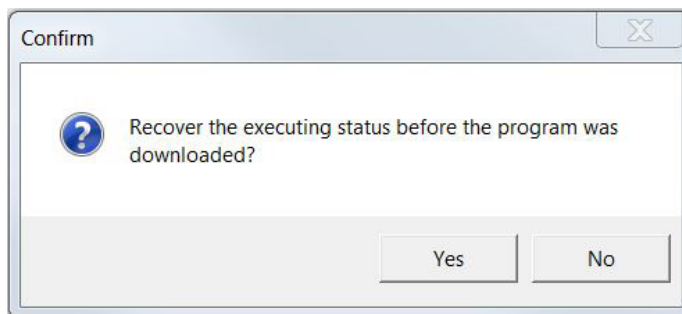 Confirm
Recover the executing status before the program was
downloaded?
Yes
No